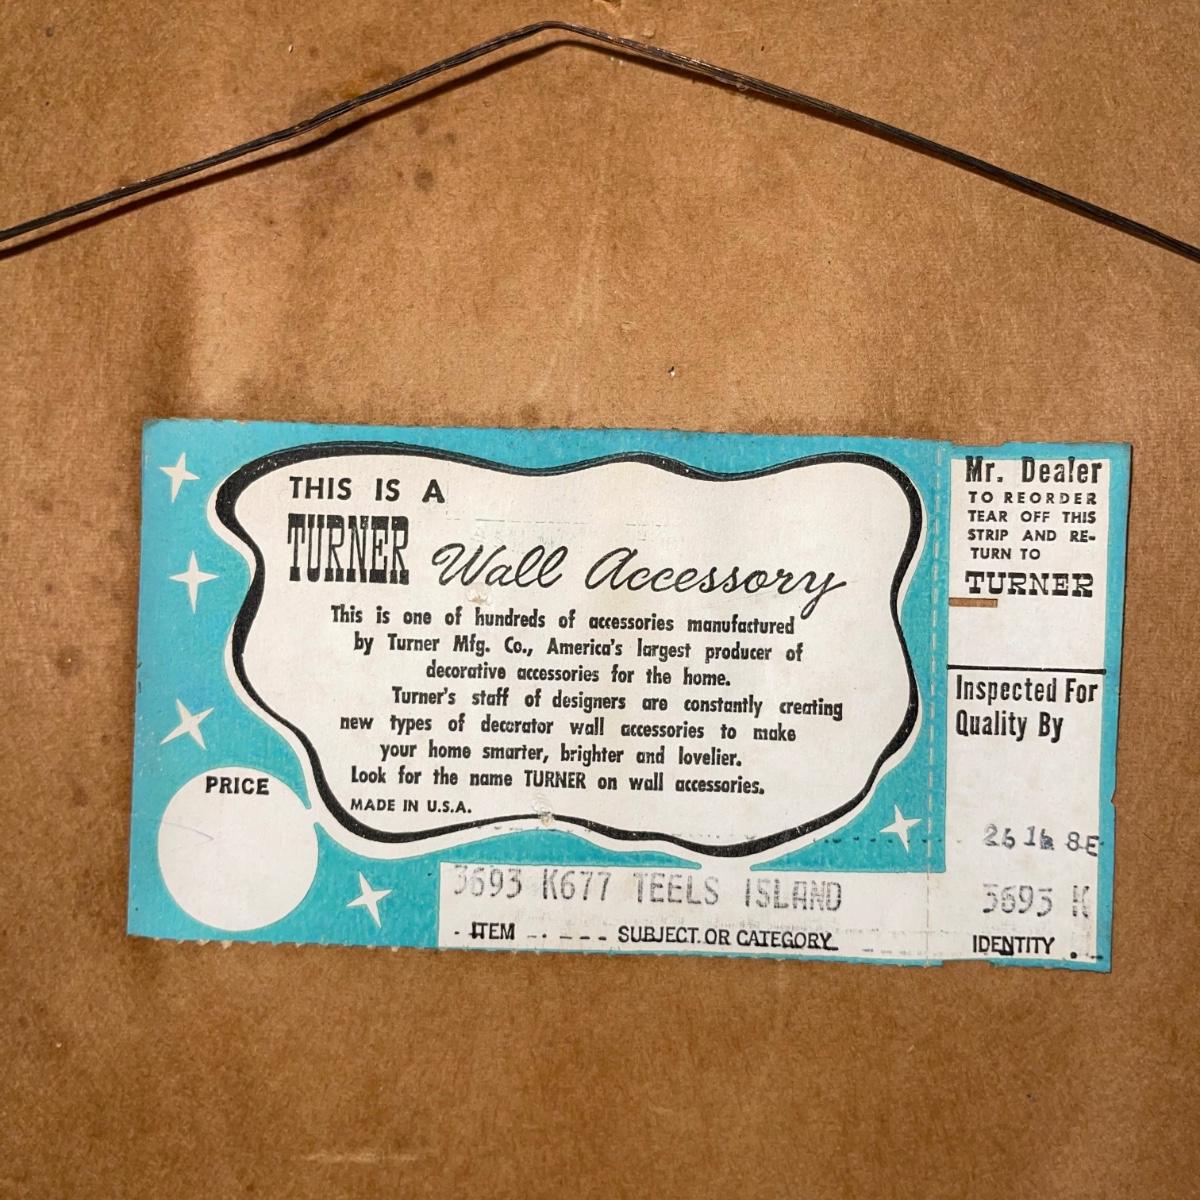 THIS IS A
TURNER Wall Accessory
This is one of hundreds of accessories manufactured
by Turner Mfg. Co., America's largest producer of
decorative accessories for the home.
Turner's staff of designers are constantly creating
new types of decorator wall accessories to make
your home smarter, brighter and lovelier.
Look for the name TURNER on wall accessories.
MADE IN U.S.A.
PRICE
3693 K677 TEELS ISLAND
ITEM SUBJECT OR CATEGORY
Mr. Dealer
TO REORDER
TEAR OFF THIS
STRIP AND RE-
TURN TO
TURNER
Inspected For
Quality By
26 16 8E
3693 K
IDENTITY